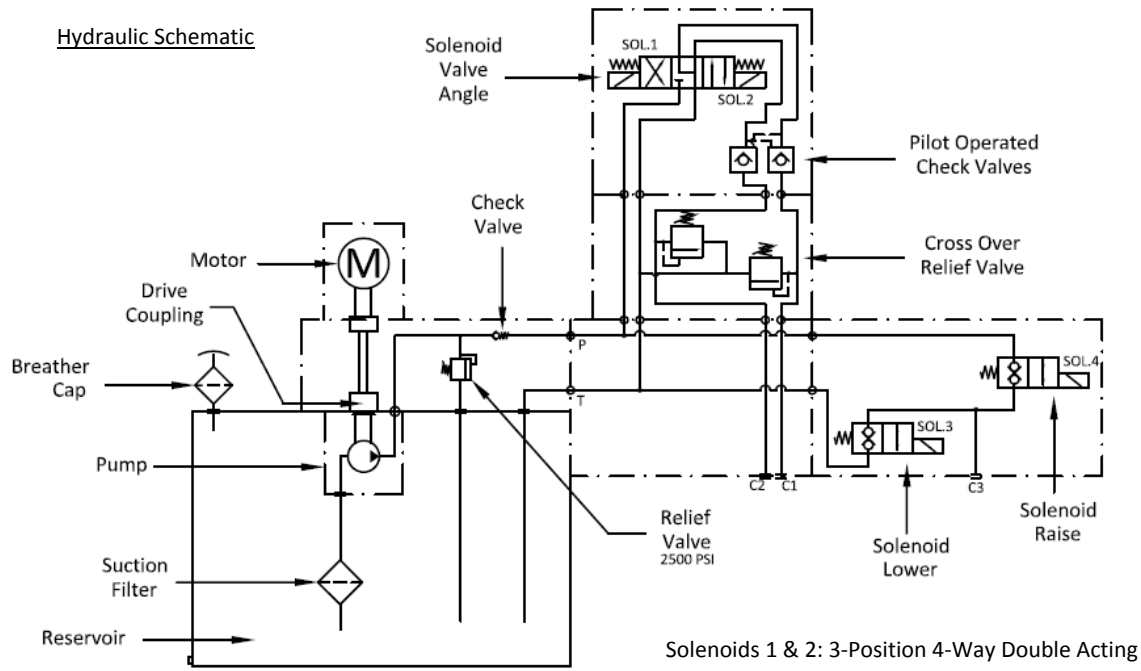 Hydraulic Schematic
Solenoid
Valve
Angle
SOL.1
SOL.2
Pilot Operated
Check Valves
Check
Valve
Motor
M
Cross Over
Relief Valve
Drive
Coupling
Breather
Cap
P
T
SOL.4
SOL.3
Pump
C2
C1
C3
Relief
Valve
2500 PSI
Solenoid
Raise
Solenoid
Lower
Suction
Filter
Reservoir
Solenoids 1 & 2: 3-Position 4-Way Double Acting